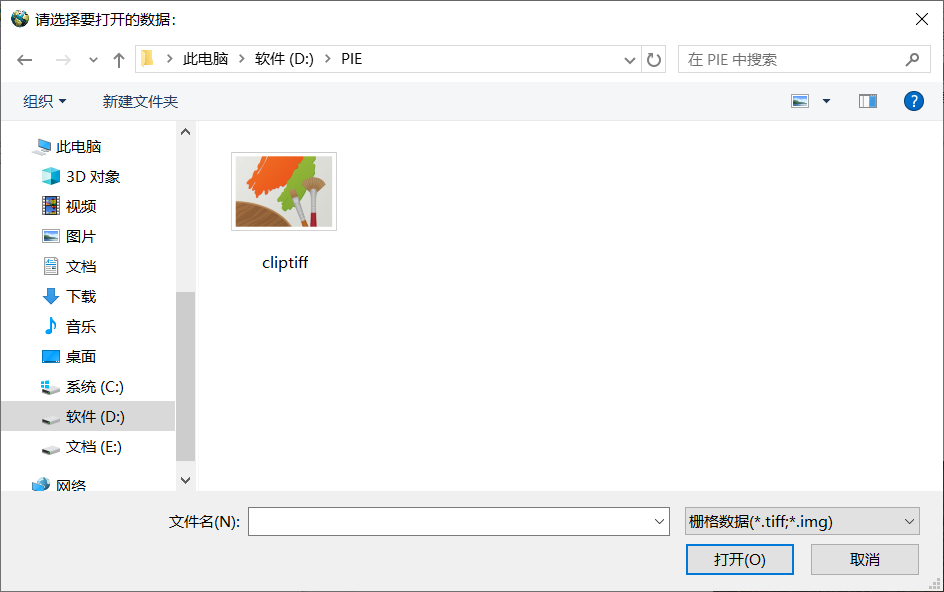 请选择要打开的数据:
此电脑 > 软件 (D:) > PIE
在 PIE 中搜索
组织 新建文件夹
?
此电脑
3D 对象
视频
图片
文档
下载
音乐
桌面
系统 (C:)
软件 (D:)
文档 (E:)
网络
cliptiff
文件名(N):
栅格数据(*.tiff;*.img)
打开(O)
取消